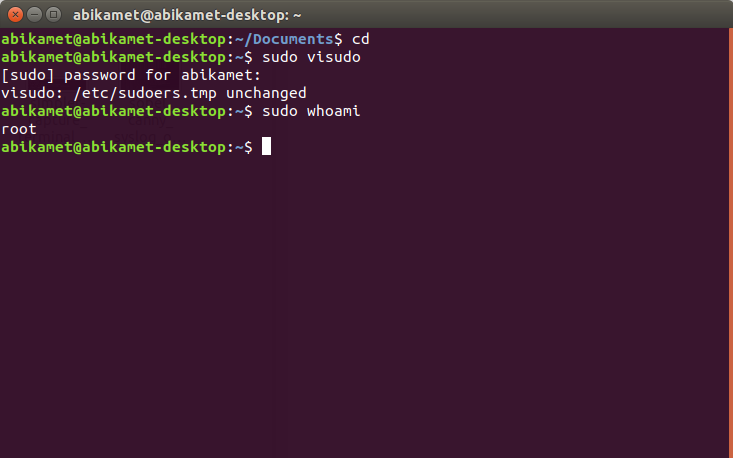 abikamet@abikamet-desktop: ~
abikamet@abikamet-desktop:~/Documents$ cd
abikamet@abikamet-desktop:~$ sudo visudo
[sudo] password for abikamet:
visudo: /etc/sudoers.tmp unchanged
abikamet@abikamet-desktop:~$ sudo whoami
root
abikamet@abikamet-desktop:~$